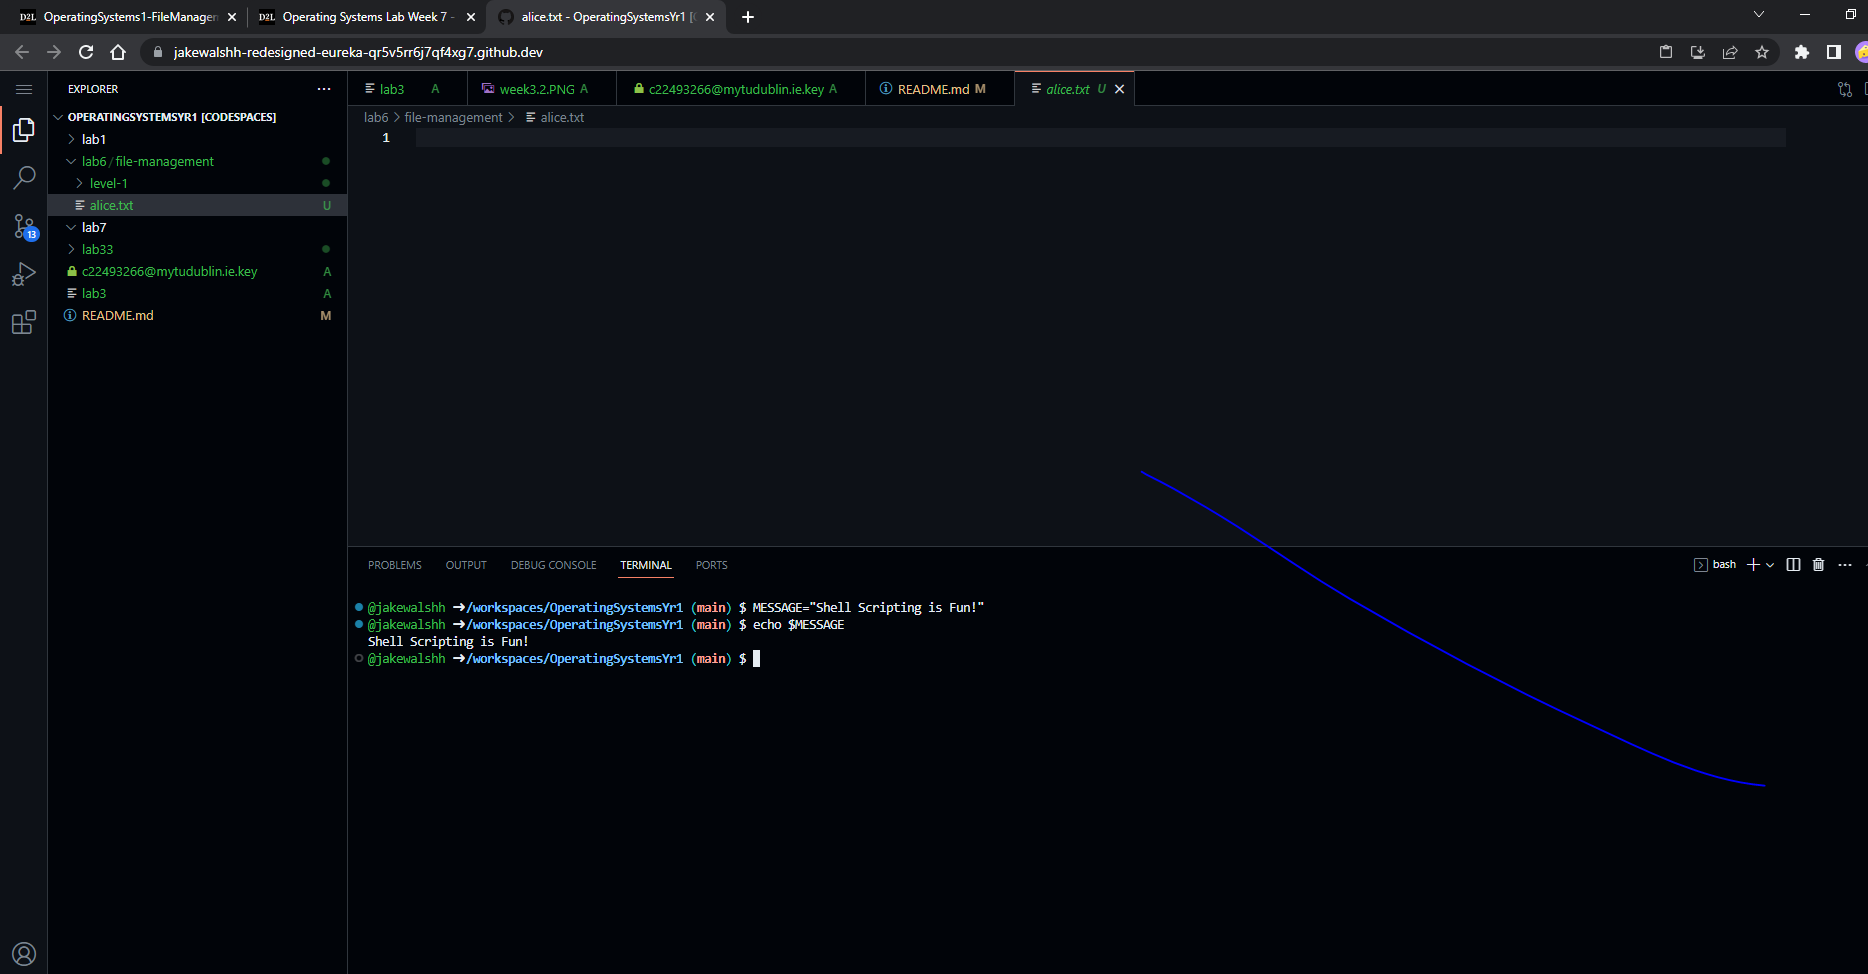 OperatingSystems1-FileManagem
Operating Systems Lab Week 7 -
alice.txt - OperatingSystemsYr1 [
jakewalshh-redesigned-eureka-qr5v5rr6j7qf4xg7.github.dev
EXPLORER
OPERATINGSYSTEMSYR1 [CODESPACES]
lab1
lab6 / file-management
level-1
alice.txt U
lab7
lab33
c22493266@mytudublin.ie.key A
lab3 A
README.md M
13
lab3 A
week3.2.PNG A
c22493266@mytudublin.ie.key A
README.md M
alice.txt U
lab6 > file-management > alice.txt
1
PROBLEMS OUTPUT DEBUG CONSOLE TERMINAL PORTS
bash
@jakewalshh ➜/workspaces/OperatingSystemsYr1 (main) $ MESSAGE="Shell Scripting is Fun!"
@jakewalshh ➜/workspaces/OperatingSystemsYr1 (main) $ echo $MESSAGE
Shell Scripting is Fun!
@jakewalshh ➜/workspaces/OperatingSystemsYr1 (main) $